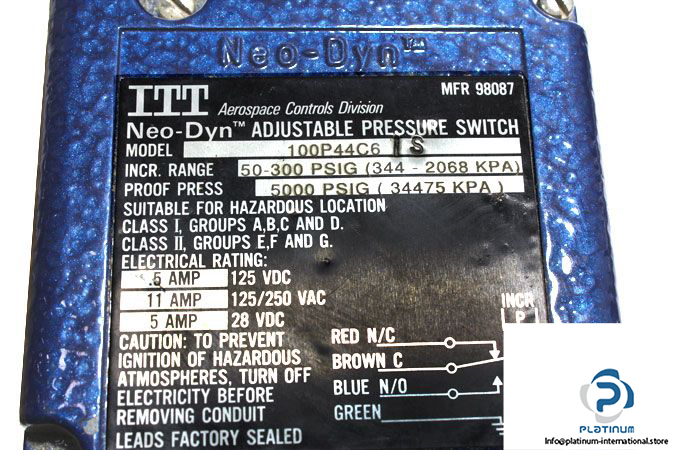 Neo-Dyn™
ITT Aerospace Controls Division MFR 98087
Neo-Dyn™ ADJUSTABLE PRESSURE SWITCH
MODEL 100P44C6
INCR. RANGE 50-300 PSIG (344 - 2068 KPA)
PROOF PRESS 5000 PSIG ( 34475 KPA )
SUITABLE FOR HAZARDOUS LOCATION
CLASS I, GROUPS A,B,C AND D.
CLASS II, GROUPS E,F AND G.
ELECTRICAL RATING:
.5 AMP 125 VDC
11 AMP 125/250 VAC
5 AMP 28 VDC
INCR
P
CAUTION: TO PREVENT
IGNITION OF HAZARDOUS
ATMOSPHERES, TURN OFF
ELECTRICITY BEFORE
REMOVING CONDUIT
LEADS FACTORY SEALED
RED N/C
BROWN C
BLUE N/O
GREEN
PLATINUM
info@platinum-international.store